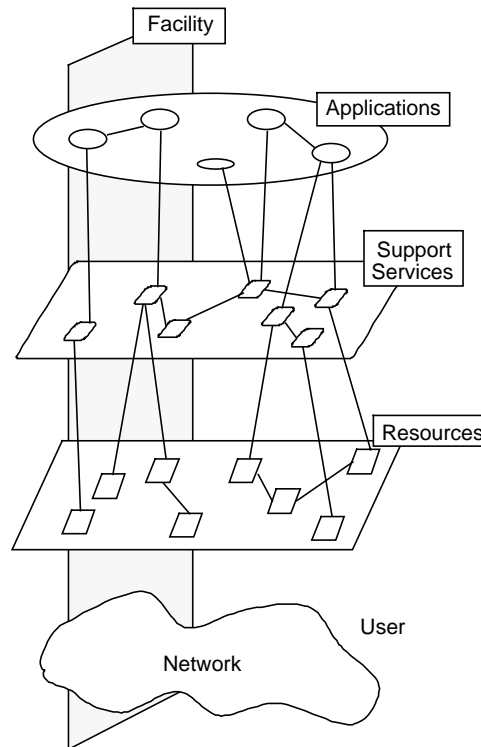 Facility
Applications
Support
Services
Resources
User
Network